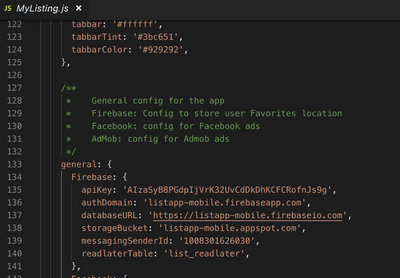 JS MyListing.js ×
122 tabbar: '#ffffff',
123 tabbarTint: '#3bc651',
124 tabbarColor: '#929292',
125 },
126
127 /**
128 * General config for the app
129 * Firebase: Config to store user Favorites location
130 * Facebook: config for Facebook ads
131 * AdMob: config for Admob ads
132 */
133 general: {
134 Firebase: {
135 apiKey: 'AIzaSyB8PGdpIjVrK32UvCdDkDhKCFCRofnJs9g',
136 authDomain: 'listapp-mobile.firebaseapp.com',
137 databaseURL: 'https://listapp-mobile.firebaseio.com',
138 storageBucket: 'listapp-mobile.appspot.com',
139 messagingSenderId: '1008301626030',
140 readlaterTable: 'list_readlater',
141 },